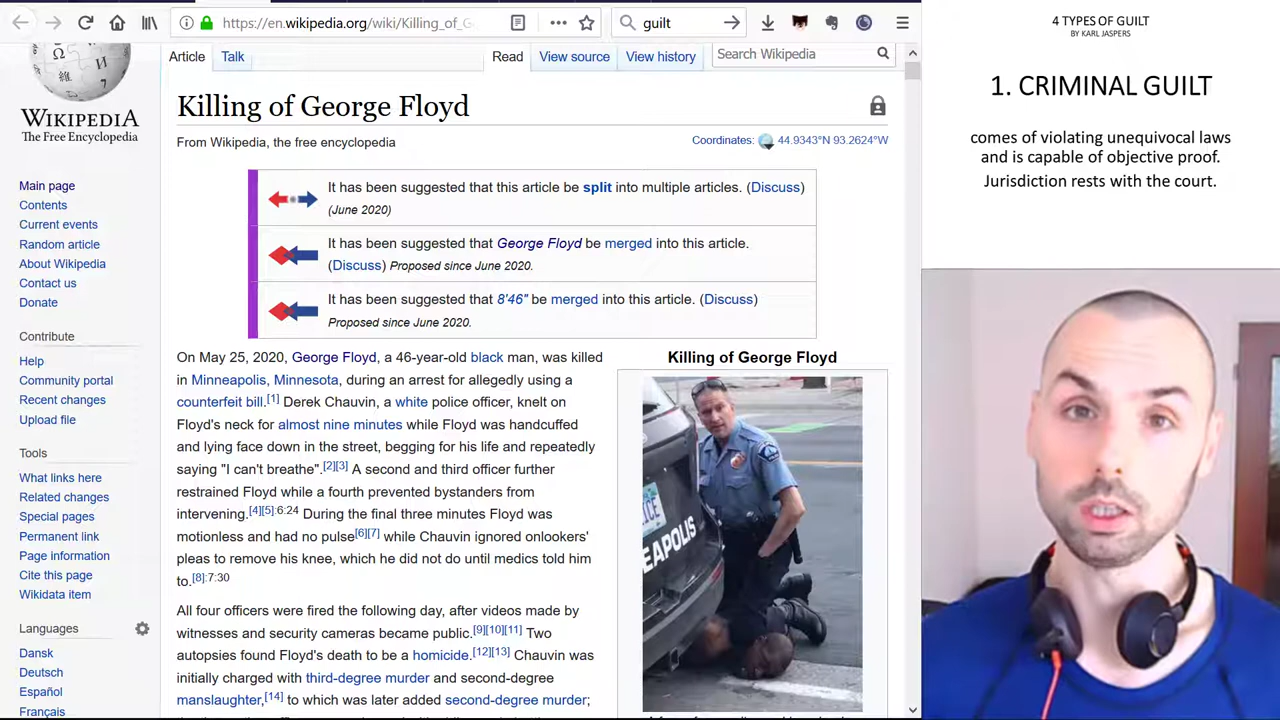 https://en.wikipedia.org/wiki/Killing_of_G
guilt
4 TYPES OF GUILT
BY KARL JASPERS
1. CRIMINAL GUILT
comes of violating unequivocal laws
and is capable of objective proof.
Jurisdiction rests with the court.
WIKIPEDIA
The Free Encyclopedia
Main page
Contents
Current events
Random article
About Wikipedia
Contact us
Donate
Contribute
Help
Community portal
Recent changes
Upload file
Tools
What links here
Related changes
Special pages
Permanent link
Page information
Cite this page
Wikidata item
Languages
Dansk
Deutsch
Español
Français
Article Talk Read View source View history Search Wikipedia
Killing of George Floyd
From Wikipedia, the free encyclopedia
Coordinates: 44.9343°N 93.2624°W
It has been suggested that this article be split into multiple articles. (Discuss)
(June 2020)
It has been suggested that George Floyd be merged into this article.
(Discuss) Proposed since June 2020.
It has been suggested that 8′46″ be merged into this article. (Discuss)
Proposed since June 2020.
On May 25, 2020, George Floyd, a 46-year-old black man, was killed
in Minneapolis, Minnesota, during an arrest for allegedly using a
counterfeit bill.[1] Derek Chauvin, a white police officer, knelt on
Floyd's neck for almost nine minutes while Floyd was handcuffed
and lying face down in the street, begging for his life and repeatedly
saying "I can't breathe".[2][3] A second and third officer further
restrained Floyd while a fourth prevented bystanders from
intervening.[4][5]:6:24 During the final three minutes Floyd was
motionless and had no pulse[6][7] while Chauvin ignored onlookers'
pleas to remove his knee, which he did not do until medics told him
to.[8]:7:30
All four officers were fired the following day, after videos made by
witnesses and security cameras became public.[9][10][11] Two
autopsies found Floyd's death to be a homicide.[12][13] Chauvin was
initially charged with third-degree murder and second-degree
manslaughter,[14] to which was later added second-degree murder;
Killing of George Floyd
ICE
EAPOLIS